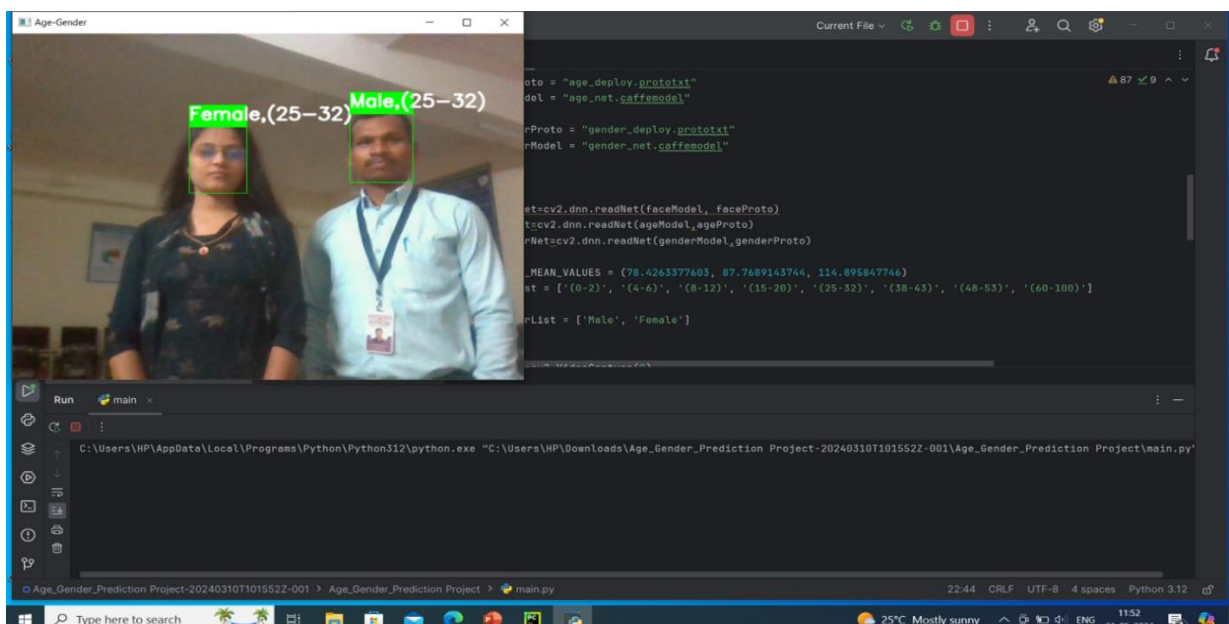 Age-Gender
Current File
Female,(25-32)
Male,(25-32)
oto = "age_deploy.prototxt"
del = "age_net.caffemodel"
87 9
rProto = "gender_deploy.prototxt"
rModel = "gender_net.caffemodel"
et=cv2.dnn.readNet(faceModel, faceProto)
t=cv2.dnn.readNet(ageModel,ageProto)
rNet=cv2.dnn.readNet(genderModel,genderProto)
_MEAN_VALUES = (78.4263377603, 87.7689143744, 114.895847746)
st = ['(0-2)', '(4-6)', '(8-12)', '(15-20)', '(25-32)', '(38-43)', '(48-53)', '(60-100)']
rList = ['Male', 'Female']
Run main
C:\Users\HP\AppData\Local\Programs\Python\Python312\python.exe "C:\Users\HP\Downloads\Age_Gender_Prediction Project-20240310T101552Z-001\Age_Gender_Prediction Project\main.py"
Age_Gender_Prediction Project-20240310T101552Z-001 > Age_Gender_Prediction Project > main.py
22:44 CRLF UTF-8 4 spaces Python 3.12
Type here to search
25°C Mostly sunny
ENG
11:52